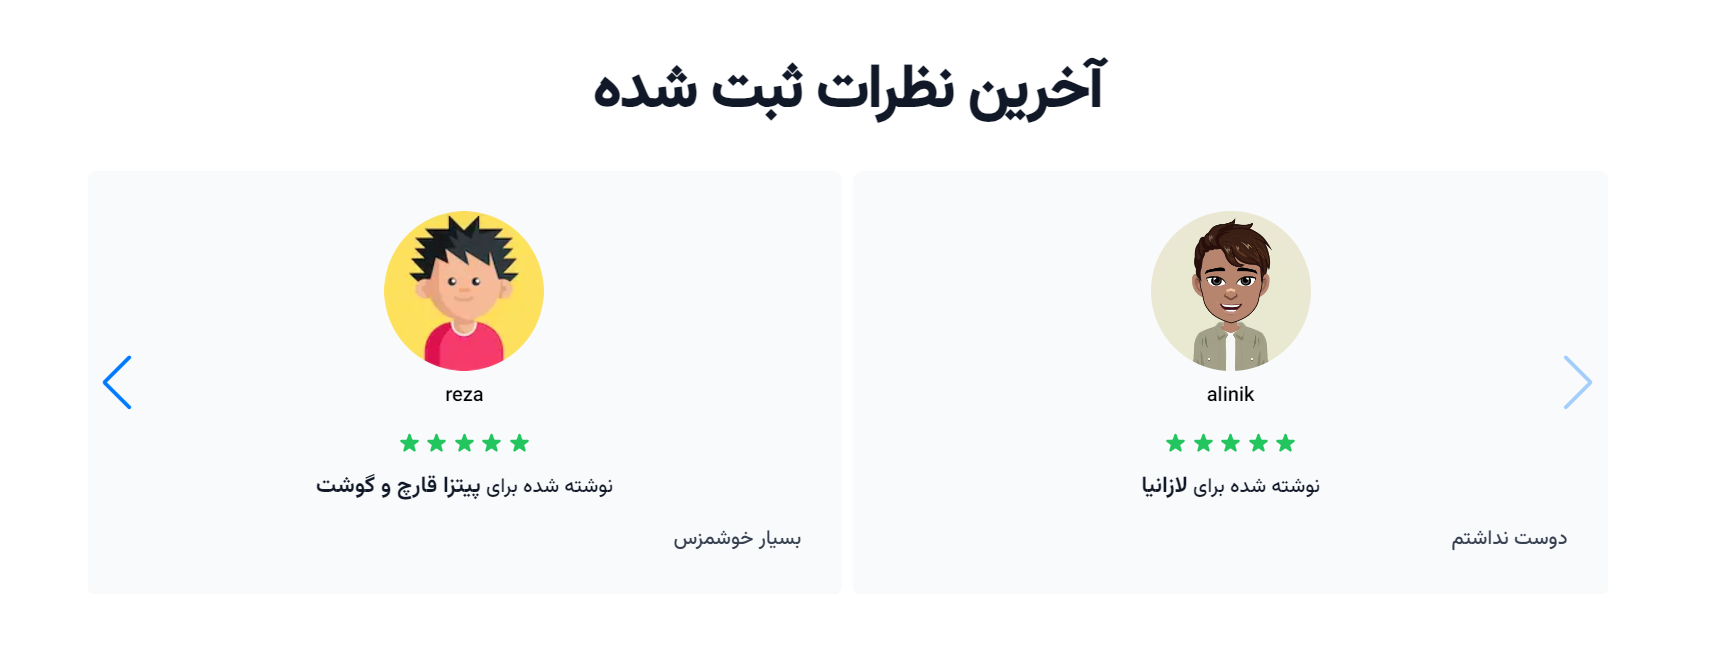 آخرین نظرات ثبت شده
alinik
نوشته شده برای لازانیا
دوست نداشتم
reza
نوشته شده برای پیتزا قارچ و گوشت
بسیار خوشمزس